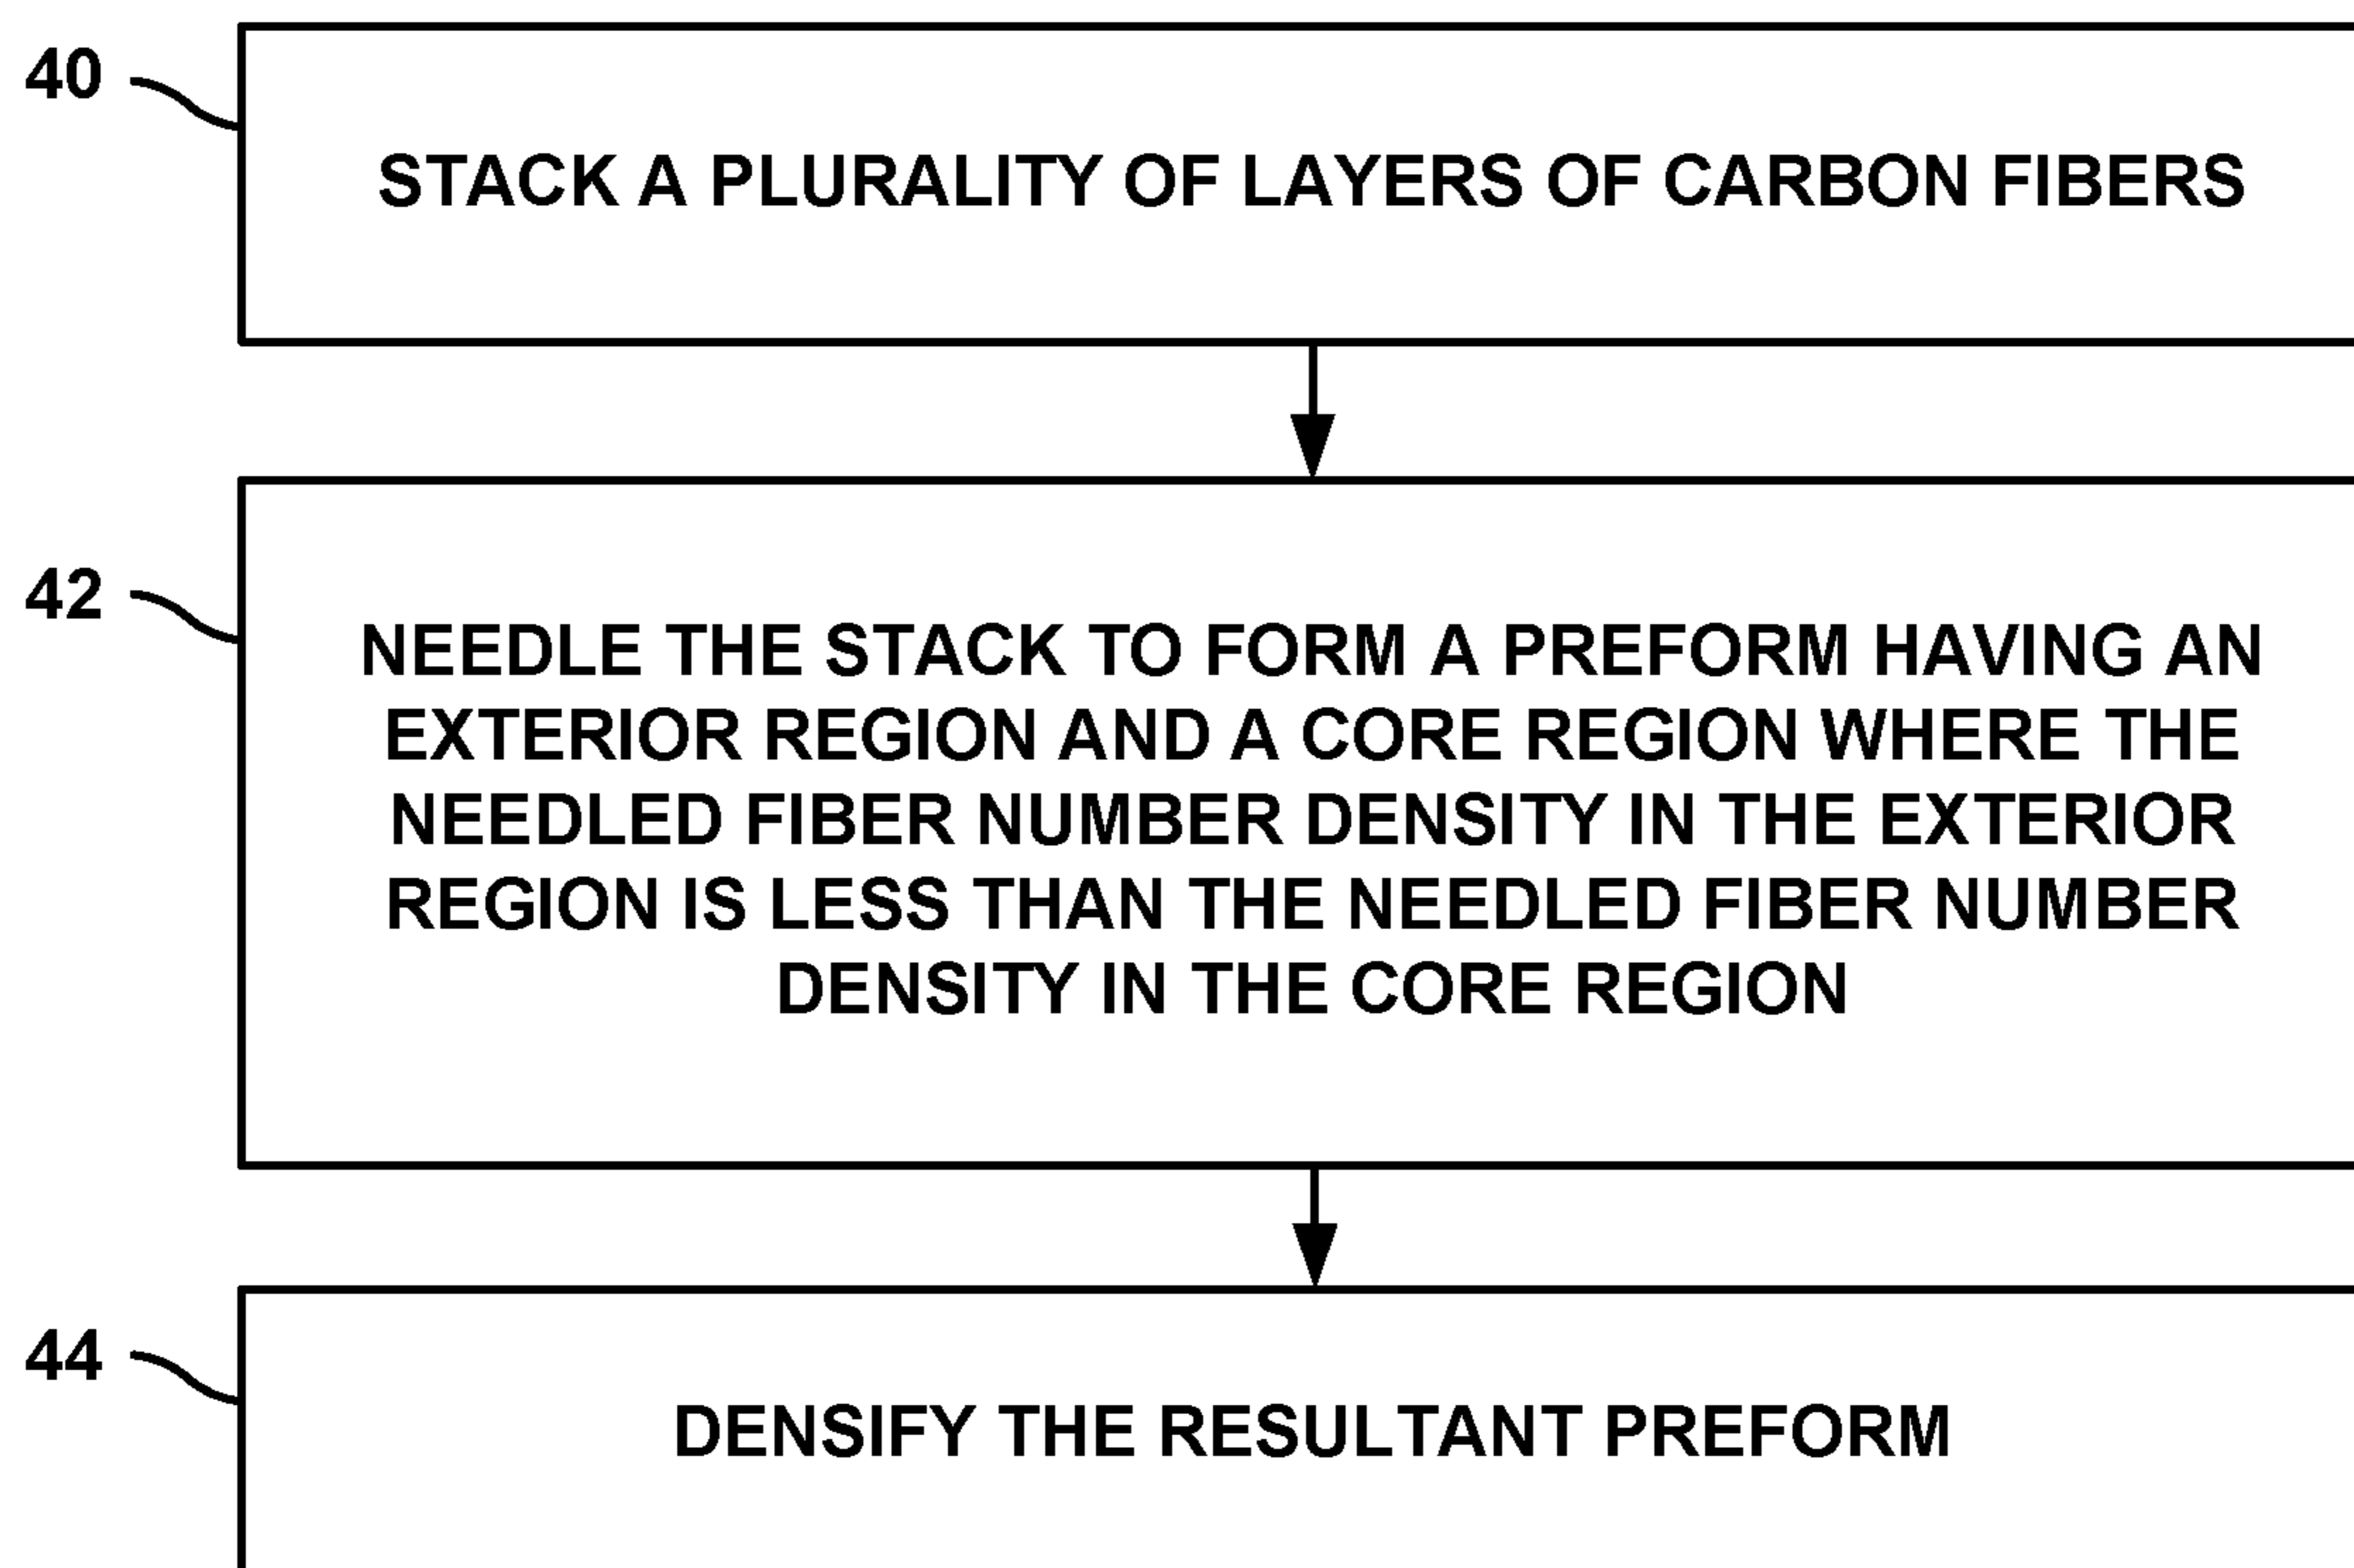 40
STACK A PLURALITY OF LAYERS OF CARBON FIBERS
42
NEEDLE THE STACK TO FORM A PREFORM HAVING AN
EXTERIOR REGION AND A CORE REGION WHERE THE
NEEDLED FIBER NUMBER DENSITY IN THE EXTERIOR
REGION IS LESS THAN THE NEEDLED FIBER NUMBER
DENSITY IN THE CORE REGION
44
DENSIFY THE RESULTANT PREFORM